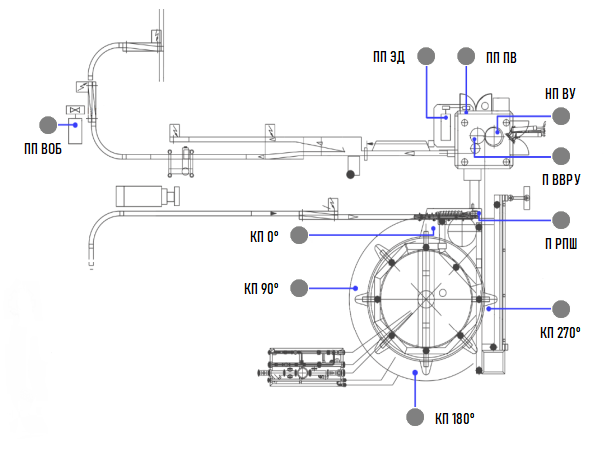 ПП ЭД
ПП ПВ
НП ВУ
ПП ВОБ
П ВВРУ
КП 0°
П РПШ
КП 90°
КП 270°
КП 180°